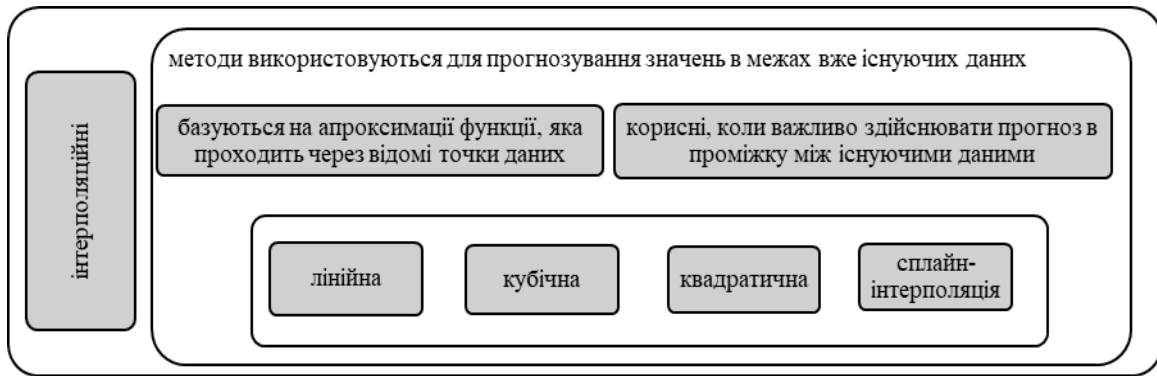 інтерполяційні
методи використовуються для прогнозування значень в межах вже існуючих даних
базуються на апроксимації функції, яка
проходить через відомі точки даних
корисні, коли важливо здійснювати прогноз в
проміжку між існуючими даними
лінійна
кубічна
квадратична
сплайн-
інтерполяція